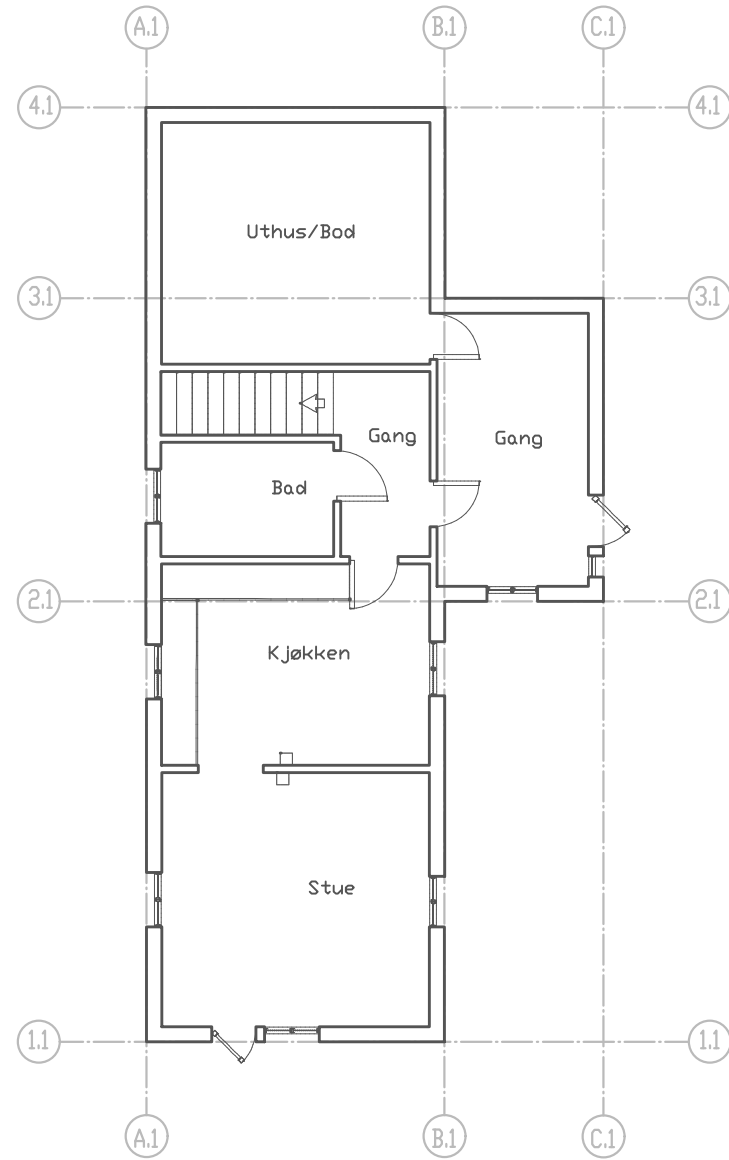 A.1 B.1 C.1
4.1 4.1
Uthus/Bod
3.1 3.1
Gang Gang
Bad
2.1 2.1
Kjøkken
Stue
1.1 1.1
A.1 B.1 C.1